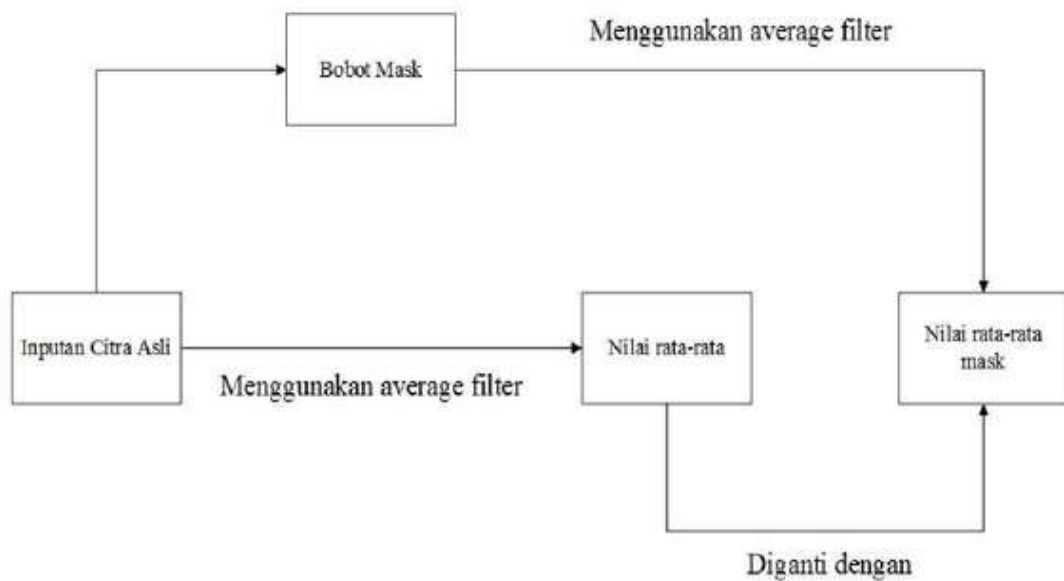 Menggunakan average filter
Bobot Mask
Inputan Citra Asli
Nilai rata-rata
Nilai rata-rata
mask
Menggunakan average filter
Diganti dengan